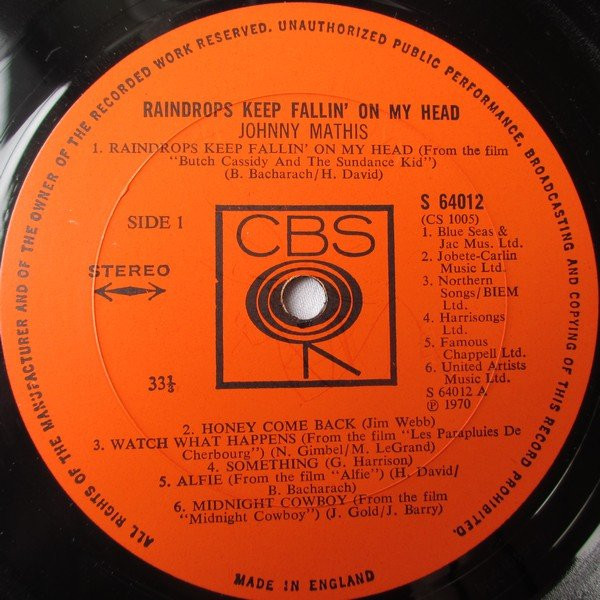 ALL RIGHTS OF THE MANUFACTURER AND OF THE OWNER OF THE RECORDED WORK RESERVED. UNAUTHORIZED PUBLIC PERFORMANCE, BROADCASTING AND COPYING OF THIS RECORD PROHIBITED.
RAINDROPS KEEP FALLIN' ON MY HEAD
JOHNNY MATHIS
1. RAINDROPS KEEP FALLIN' ON MY HEAD (From the film
"Butch Cassidy And The Sundance Kid")
(B. Bacharach/H. David)
SIDE 1
STEREO
33⅓
CBS
S 64012
(CS 1005)
1. Blue Seas &
Jac Mus. Ltd.
2. Jobete-Carlin
Music Ltd.
3. Northern
Songs/BIEM
Ltd.
4. Harrisongs
Ltd.
5. Famous
Chappell Ltd.
6. United Artists
Music Ltd.
S 64012 A
℗ 1970
2. HONEY COME BACK (Jim Webb)
3. WATCH WHAT HAPPENS (From the film "Les Parapluies De
Cherbourg") (N. Gimbel/M. LeGrand)
4. SOMETHING (G. Harrison)
5. ALFIE (From the film "Alfie") (H. David/
B. Bacharach)
6. MIDNIGHT COWBOY (From the film
"Midnight Cowboy") (J. Gold/J. Barry)
MADE IN ENGLAND